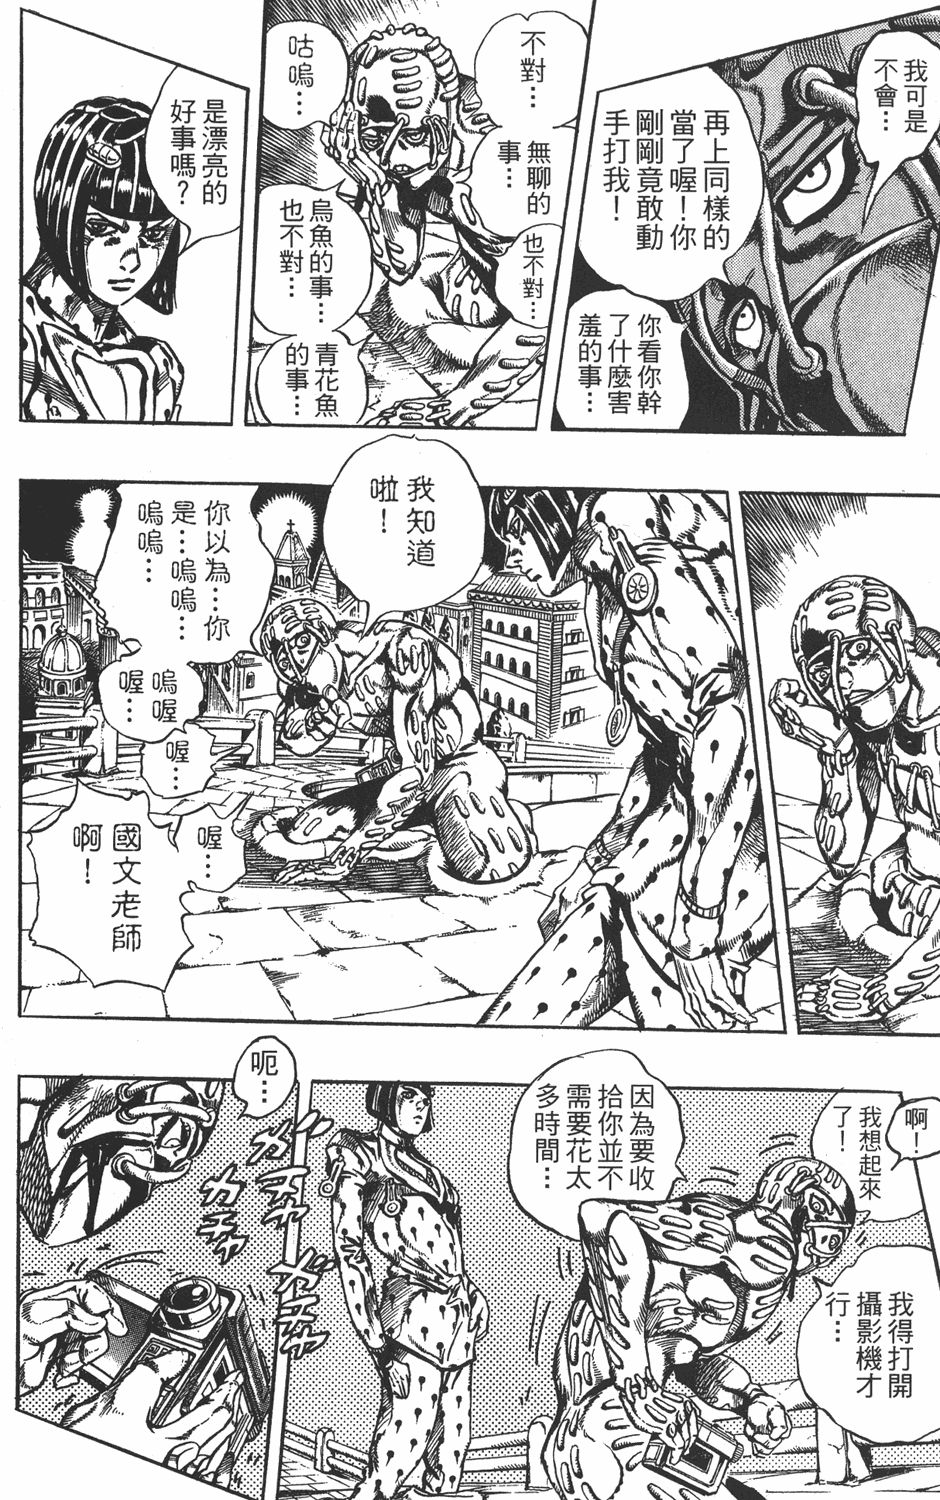 我可是
不會…
再上同樣的
當了喔！你
剛剛竟敢動
手打我！
你看你幹
了什麼害
羞的事…
不對…
無聊的
事…
也不對…
咕嗚…
烏魚的事…
也不對…
青花魚
的事…
是漂亮的
好事嗎？
我知道
啦！
你以為…你
是…嗚嗚…
嗚嗚…
嗚喔
喔…
喔…
喔…
國文老師
啊！
啊！
我想起來
了！
我得打開
攝影機才
行…
因為要收
拾你並不
需要花太
多時間…
呃…
ガチャ
ガチャ
ガチャ
ガチャ